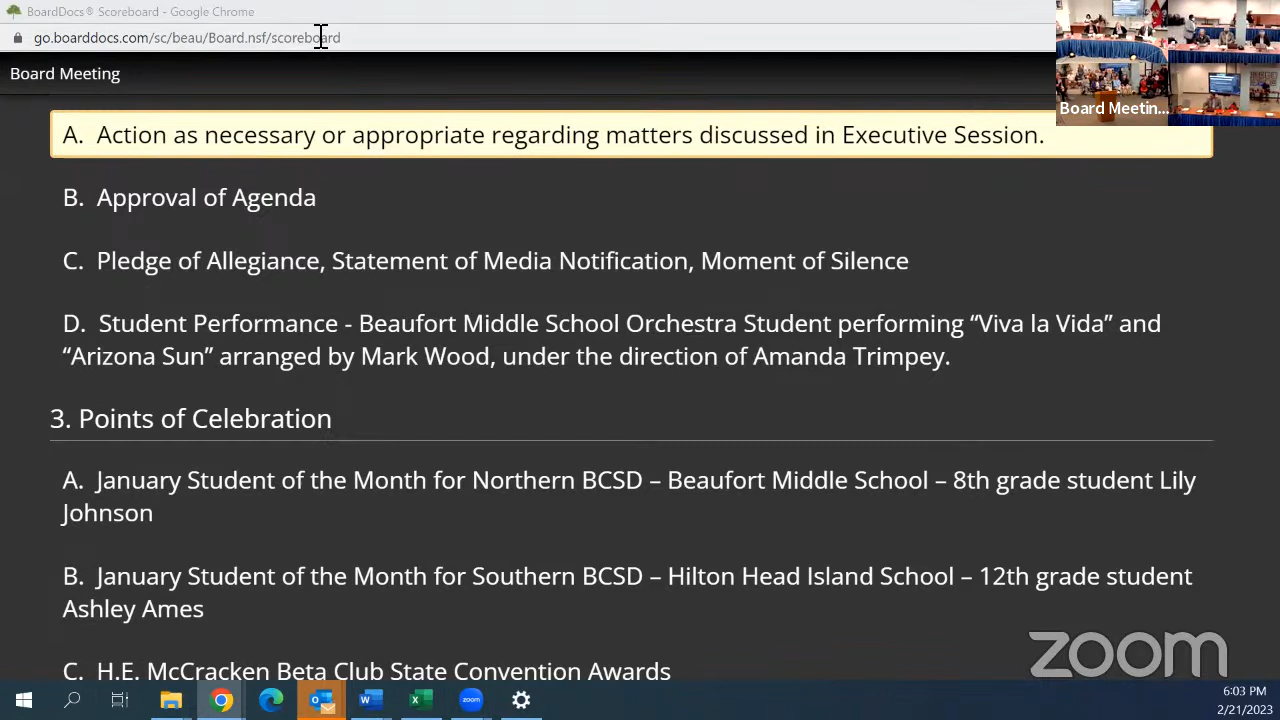 BoardDocs® Scoreboard - Google Chrome
go.boarddocs.com/sc/beau/Board.nsf/scoreboard
Board Meeting
Board Meetin...
A. Action as necessary or appropriate regarding matters discussed in Executive Session.
B. Approval of Agenda
C. Pledge of Allegiance, Statement of Media Notification, Moment of Silence
D. Student Performance - Beaufort Middle School Orchestra Student performing “Viva la Vida” and
“Arizona Sun” arranged by Mark Wood, under the direction of Amanda Trimpey.
3. Points of Celebration
A. January Student of the Month for Northern BCSD – Beaufort Middle School – 8th grade student Lily
Johnson
B. January Student of the Month for Southern BCSD – Hilton Head Island School – 12th grade student
Ashley Ames
C. H.E. McCracken Beta Club State Convention Awards
zoom
zoom
6:03 PM
2/21/2023